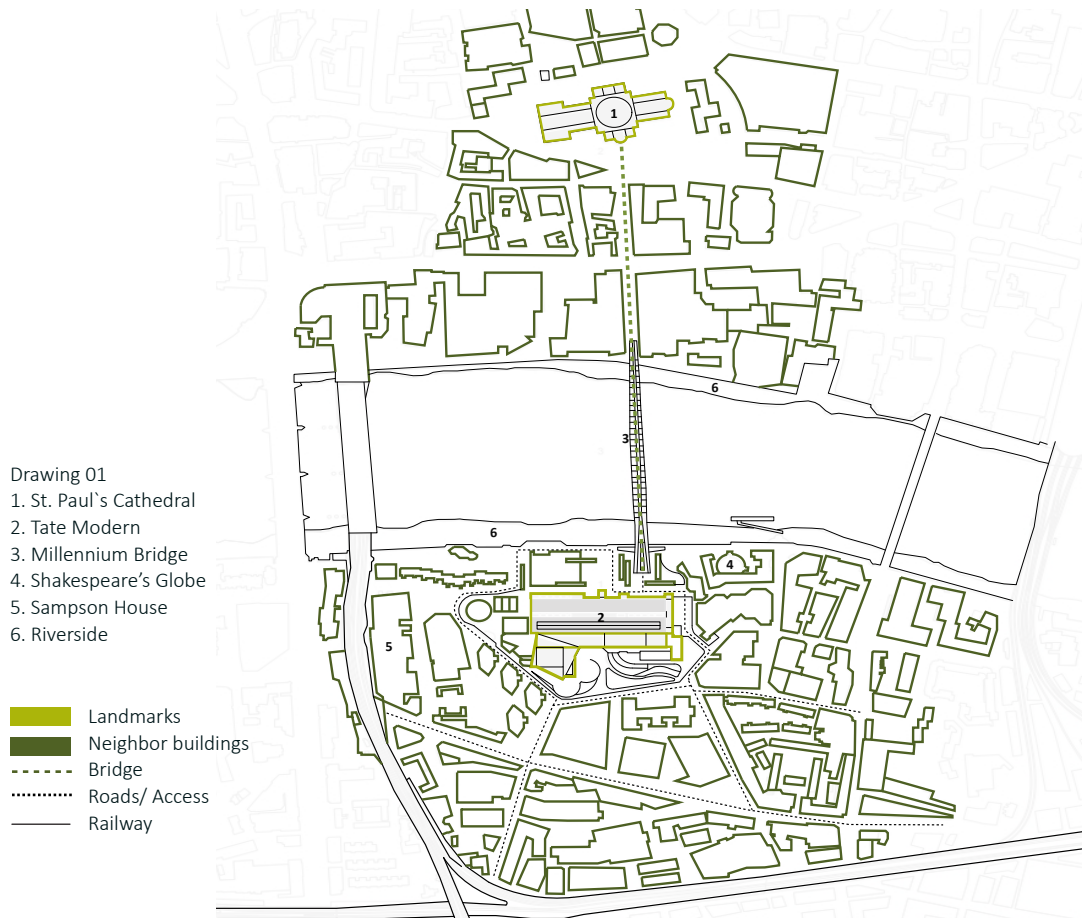 1
6
3
6
4
2
5
Drawing 01
1. St. Paul`s Cathedral
2. Tate Modern
3. Millennium Bridge
4. Shakespeare’s Globe
5. Sampson House
6. Riverside
Landmarks
Neighbor buildings
Bridge
Roads/ Access
Railway